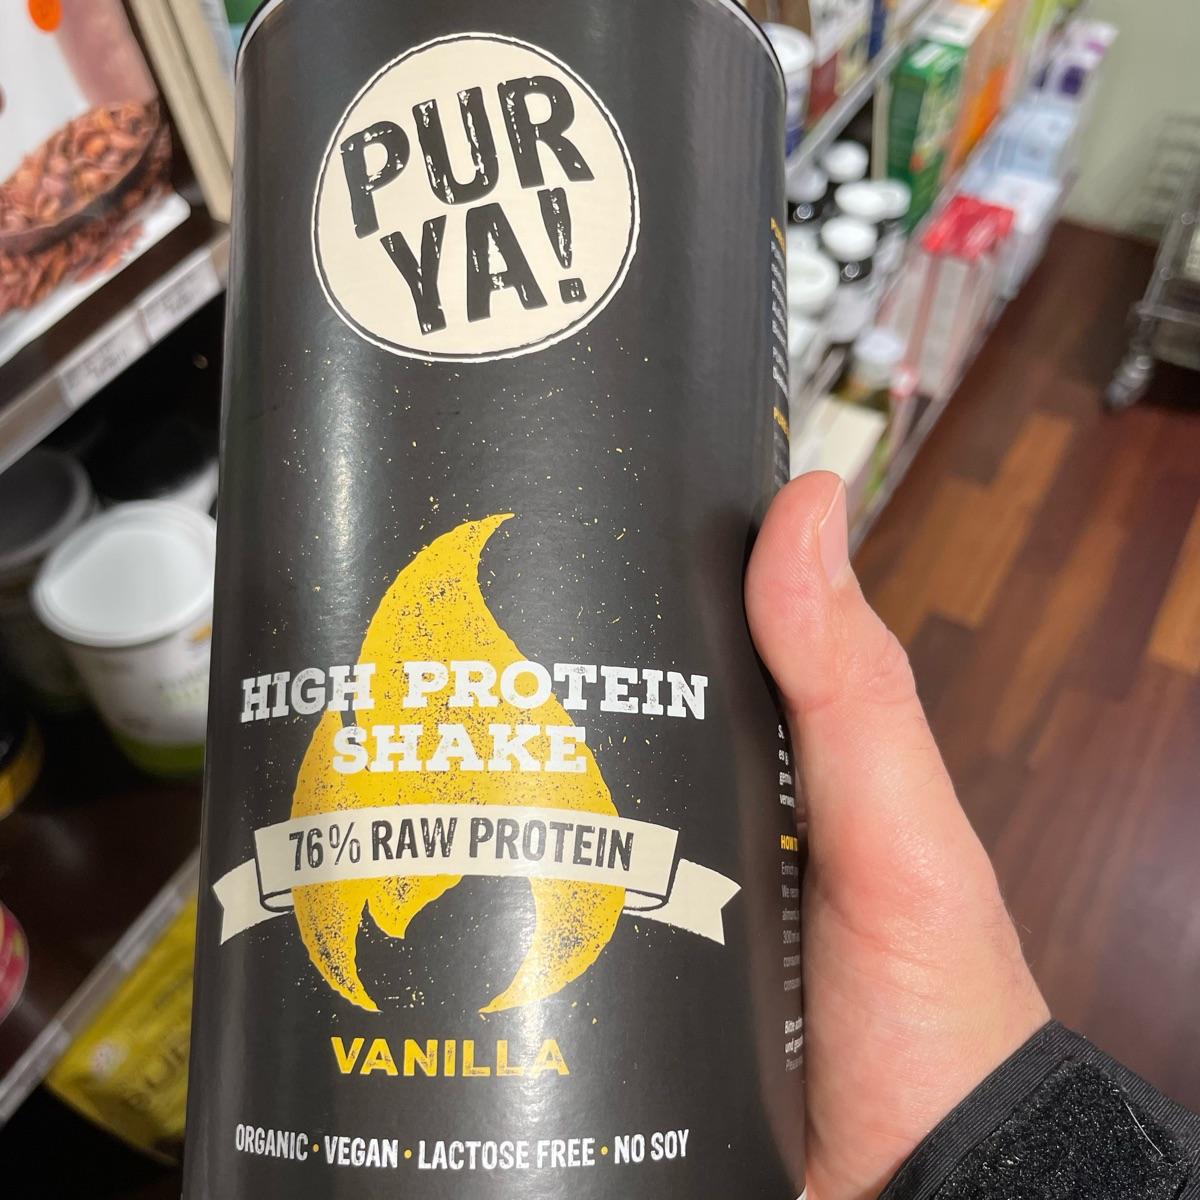 PUR
YA!
HIGH PROTEIN
SHAKE
76% RAW PROTEIN
VANILLA
ORGANIC · VEGAN · LACTOSE FREE · NO SOY